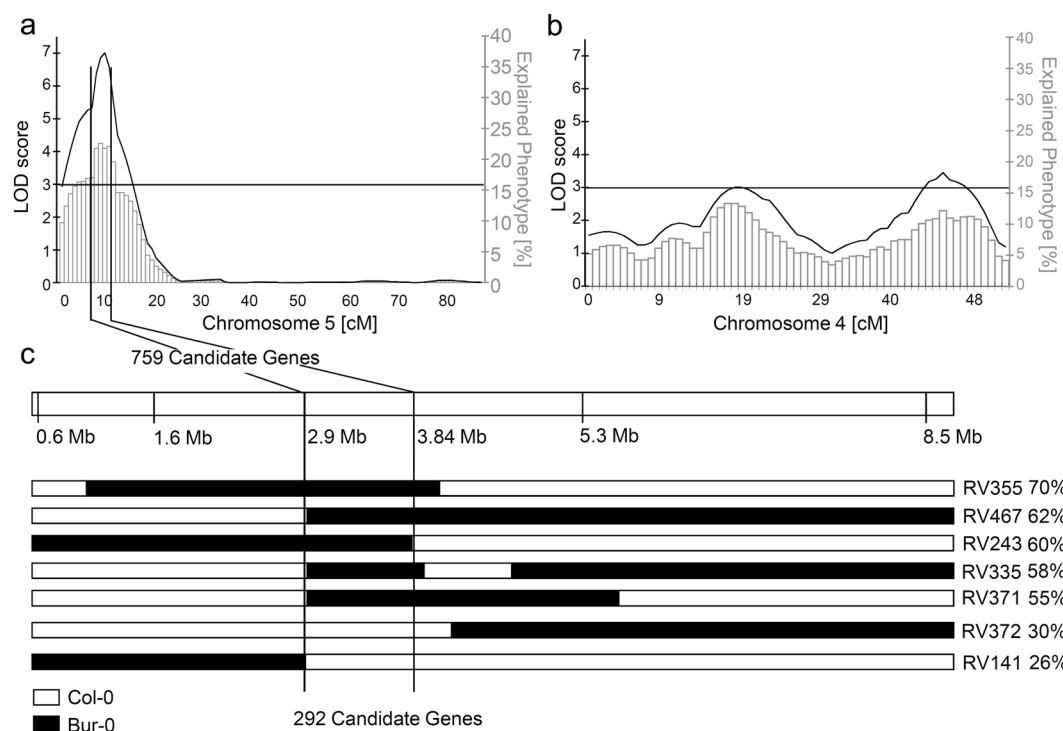 a
7
6
5
4
3
2
1
0
LOD score
40
35
30
25
20
15
10
5
0
Explained Phenotype [%]
0 10 20 30 40 50 60 70 80
Chromosome 5 [cM]
b
7
6
5
4
3
2
1
0
LOD score
40
35
30
25
20
15
10
5
0
Explained Phenotype [%]
0 9 19 29 40 48
Chromosome 4 [cM]
759 Candidate Genes
c
0.6 Mb 1.6 Mb 2.9 Mb 3.84 Mb 5.3 Mb 8.5 Mb
RV355 70%
RV467 62%
RV243 60%
RV335 58%
RV371 55%
RV372 30%
RV141 26%
Col-0
Bur-0
292 Candidate Genes